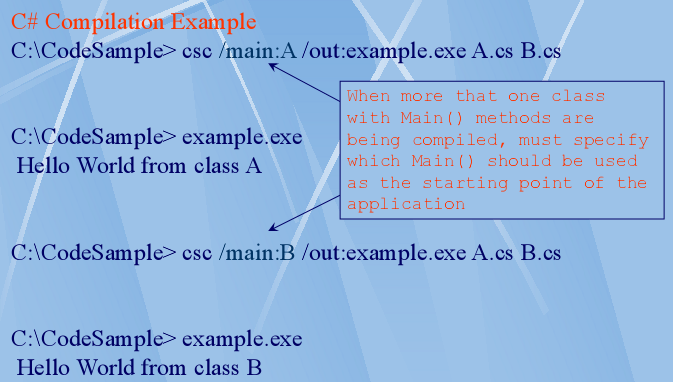 C# Compilation Example
C:\CodeSample> csc /main:A /out:example.exe A.cs B.cs
When more that one class
with Main() methods are
being compiled, must specify
which Main() should be used
as the starting point of the
application
C:\CodeSample> example.exe
Hello World from class A
C:\CodeSample> csc /main:B /out:example.exe A.cs B.cs
C:\CodeSample> example.exe
Hello World from class B